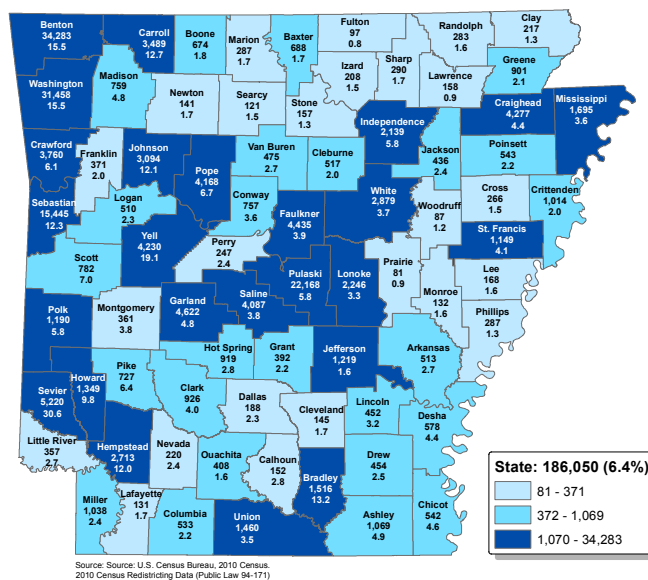 Benton
34,283
15.5
Carroll
3,489
12.7
Boone
674
1.8
Marion
287
1.7
Baxter
688
1.7
Fulton
97
0.8
Randolph
283
1.6
Clay
217
1.3
Washington
31,458
15.5
Madison
759
4.8
Newton
141
1.7
Searcy
121
1.5
Stone
157
1.3
Izard
208
1.5
Sharp
290
1.7
Lawrence
158
0.9
Greene
901
2.1
Craighead
4,277
4.4
Mississippi
1,695
3.6
Independence
2,139
5.8
Crawford
3,760
6.1
Franklin
371
2.0
Johnson
3,094
12.1
Pope
4,168
6.7
Van Buren
475
2.7
Cleburne
517
2.0
Jackson
436
2.4
Poinsett
543
2.2
Sebastian
15,445
12.3
Logan
510
2.3
Conway
757
3.6
Faulkner
4,435
3.9
White
2,879
3.7
Woodruff
87
1.2
Cross
266
1.5
Crittenden
1,014
2.0
St. Francis
1,149
4.1
Yell
4,230
19.1
Perry
247
2.4
Scott
782
7.0
Pulaski
22,168
5.8
Lonoke
2,246
3.3
Prairie
81
0.9
Lee
168
1.6
Monroe
132
1.6
Phillips
287
1.3
Polk
1,190
5.8
Montgomery
361
3.8
Garland
4,622
4.8
Saline
4,087
3.8
Hot Spring
919
2.8
Grant
392
2.2
Jefferson
1,219
1.6
Arkansas
513
2.7
Sevier
5,220
30.6
Howard
1,349
9.8
Pike
727
6.4
Clark
926
4.0
Dallas
188
2.3
Cleveland
145
1.7
Lincoln
452
3.2
Desha
578
4.4
Little River
357
2.7
Hempstead
2,713
12.0
Nevada
220
2.4
Ouachita
408
1.6
Calhoun
152
2.8
Bradley
1,516
13.2
Drew
454
2.5
Miller
1,038
2.4
Lafayette
131
1.7
Columbia
533
2.2
Union
1,460
3.5
Ashley
1,069
4.9
Chicot
542
4.6
State: 186,050 (6.4%)
81 - 371
372 - 1,069
1,070 - 34,283
Source: Source: U.S. Census Bureau, 2010 Census.
2010 Census Redistricting Data (Public Law 94-171)